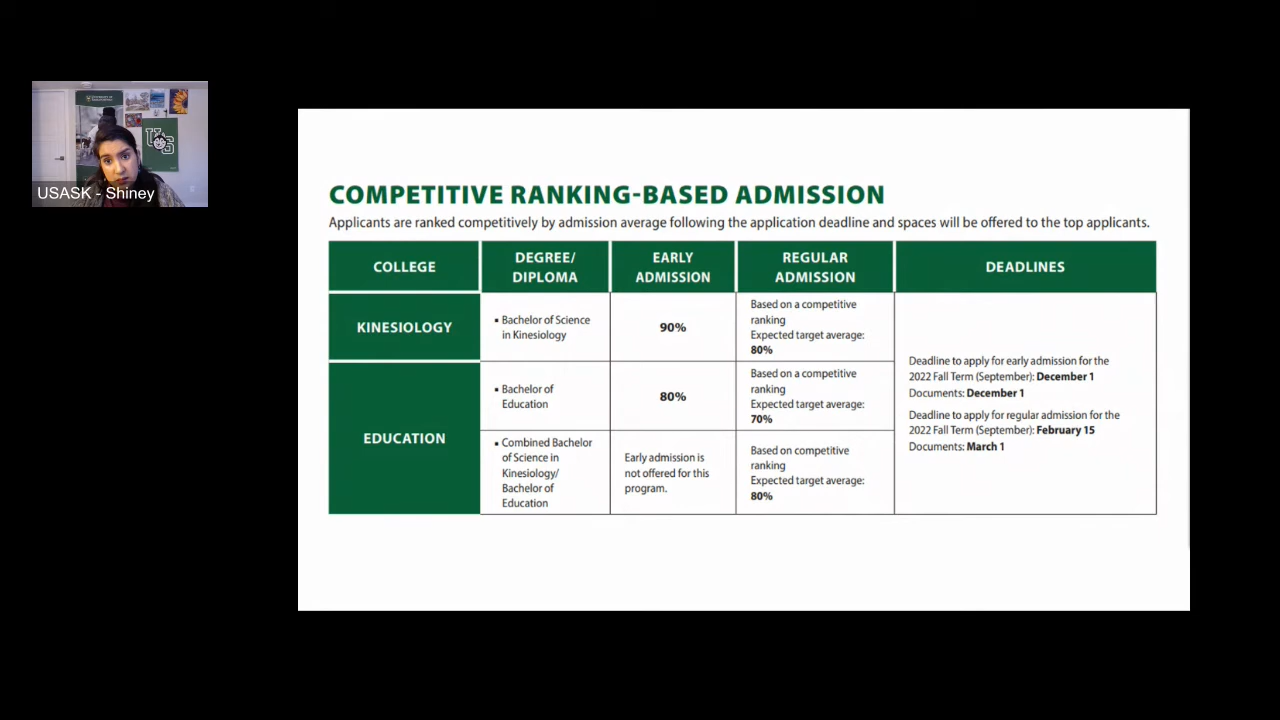 USASK - Shiney
COMPETITIVE RANKING-BASED ADMISSION
Applicants are ranked competitively by admission average following the application deadline and spaces will be offered to the top applicants.
COLLEGE
DEGREE/
DIPLOMA
EARLY
ADMISSION
REGULAR
ADMISSION
DEADLINES
KINESIOLOGY
▪ Bachelor of Science
in Kinesiology
90%
Based on a competitive
ranking
Expected target average:
80%
EDUCATION
▪ Bachelor of
Education
80%
Based on a competitive
ranking
Expected target average:
70%
▪ Combined Bachelor
of Science in
Kinesiology/
Bachelor of
Education
Early admission is
not offered for this
program.
Based on competitive
ranking
Expected target average:
80%
Deadline to apply for early admission for the
2022 Fall Term (September): December 1
Documents: December 1
Deadline to apply for regular admission for the
2022 Fall Term (September): February 15
Documents: March 1